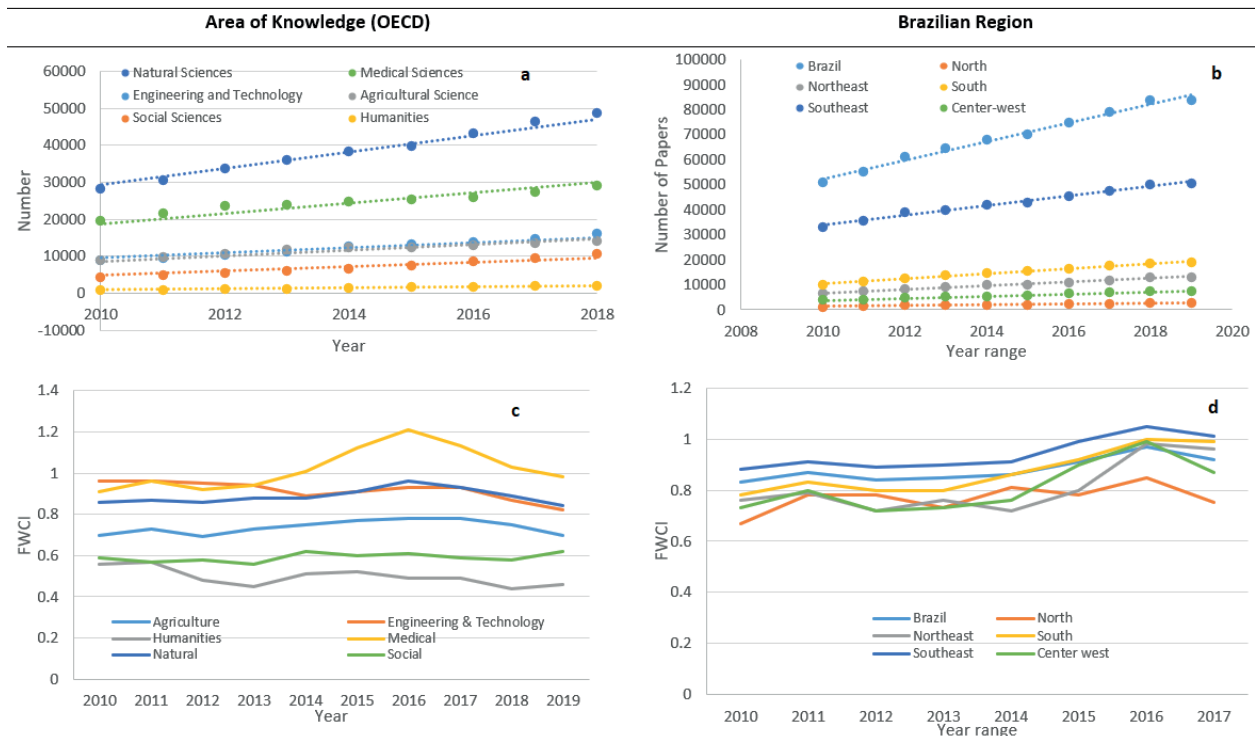 Area of Knowledge (OECD)
Brazilian Region
60000
50000
40000
30000
20000
10000
0
-10000
Number
Natural Sciences
Medical Sciences
Engineering and Technology
Agricultural Science
Social Sciences
Humanities
a
2010
2012
2014
2016
2018
Year
100000
90000
80000
70000
60000
50000
40000
30000
20000
10000
0
Number of Papers
Brazil
North
Northeast
South
Southeast
Center-west
b
2008
2010
2012
2014
2016
2018
2020
Year range
1.4
1.2
1
0.8
0.6
0.4
0.2
0
FWCI
c
Agriculture
Engineering & Technology
Humanities
Medical
Natural
Social
2010 2011 2012 2013 2014 2015 2016 2017 2018 2019
Year
1.2
1
0.8
0.6
0.4
0.2
0
FWCI
d
Brazil
North
Northeast
South
Southeast
Center west
2010 2011 2012 2013 2014 2015 2016 2017
Year range